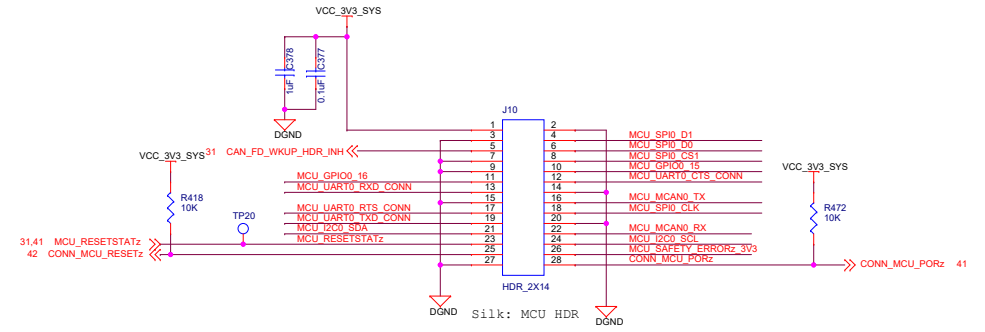 VCC_3V3_SYS
C378
1uF
C377
0.1uF
DGND
J10
1 2
3 4 MCU_SPI0_D1
31 CAN_FD_WKUP_HDR_INH 5 6 MCU_SPI0_D0
7 8 MCU_SPI0_CS1
9 10 MCU_GPIO0_15
MCU_GPIO0_16 11 12 MCU_UART0_CTS_CONN
MCU_UART0_RXD_CONN 13 14
15 16 MCU_MCAN0_TX
MCU_UART0_RTS_CONN 17 18 MCU_SPI0_CLK
MCU_UART0_TXD_CONN 19 20
MCU_I2C0_SDA 21 22 MCU_MCAN0_RX
31,41 MCU_RESETSTATz MCU_RESETSTATz 23 24 MCU_I2C0_SCL
42 CONN_MCU_RESETz 25 26 MCU_SAFETY_ERRORz_3V3
27 28 CONN_MCU_PORz
CONN_MCU_PORz 41
VCC_3V3_SYS
R418
10K
TP20
VCC_3V3_SYS
R472
10K
HDR_2X14
DGND
Silk: MCU HDR
DGND